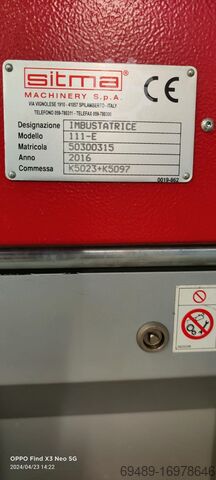 sitma
MACHINERY S.p.A.
VIA VIGNOLESE 1910 - 41057 SPILAMBERTO - ITALY
TELEFONO 059-780311 - TELEFAX 059-780300
CE
Designazione IMBUSTATRICE
Modello 111-E
Matricola 50300315
Anno 2016
Commessa K5023+K5097
0019-862
OPPO Find X3 Neo 5G
2024/04/23 14:22
69489-16978646